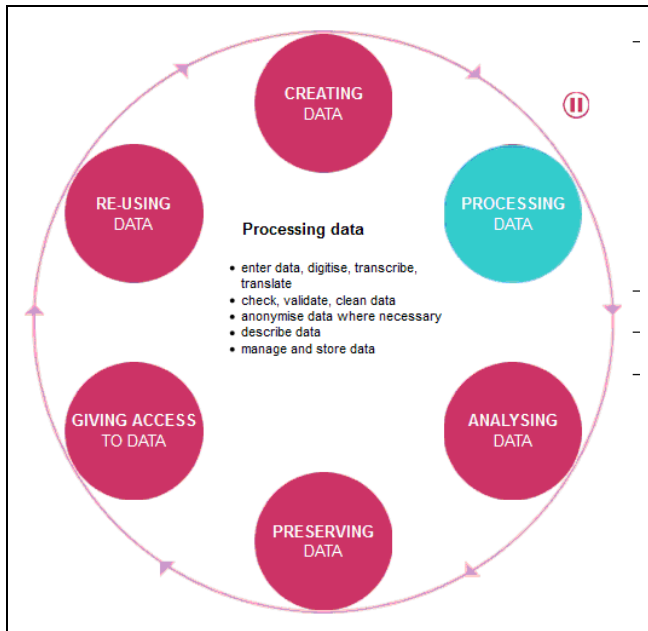 CREATING
DATA
PROCESSING
DATA
RE-USING
DATA
Processing data
• enter data, digitise, transcribe,
translate
• check, validate, clean data
• anonymise data where necessary
• describe data
• manage and store data
GIVING ACCESS
TO DATA
ANALYSING
DATA
PRESERVING
DATA